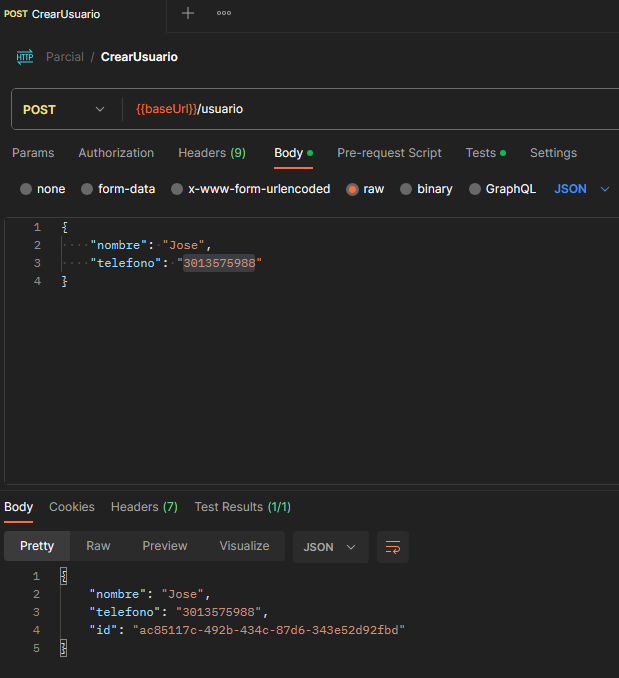 POST CrearUsuario
HTTP Parcial / CrearUsuario
POST {{baseUrl}}/usuario
Params Authorization Headers (9) Body Pre-request Script Tests Settings
none form-data x-www-form-urlencoded raw binary GraphQL JSON
1 {
2 "nombre": "Jose",
3 "telefono": "3013575988"
4 }
Body Cookies Headers (7) Test Results (1/1)
Pretty Raw Preview Visualize JSON
1 {
2 "nombre": "Jose",
3 "telefono": "3013575988",
4 "id": "ac85117c-492b-434c-87d6-343e52d92fbd"
5 }